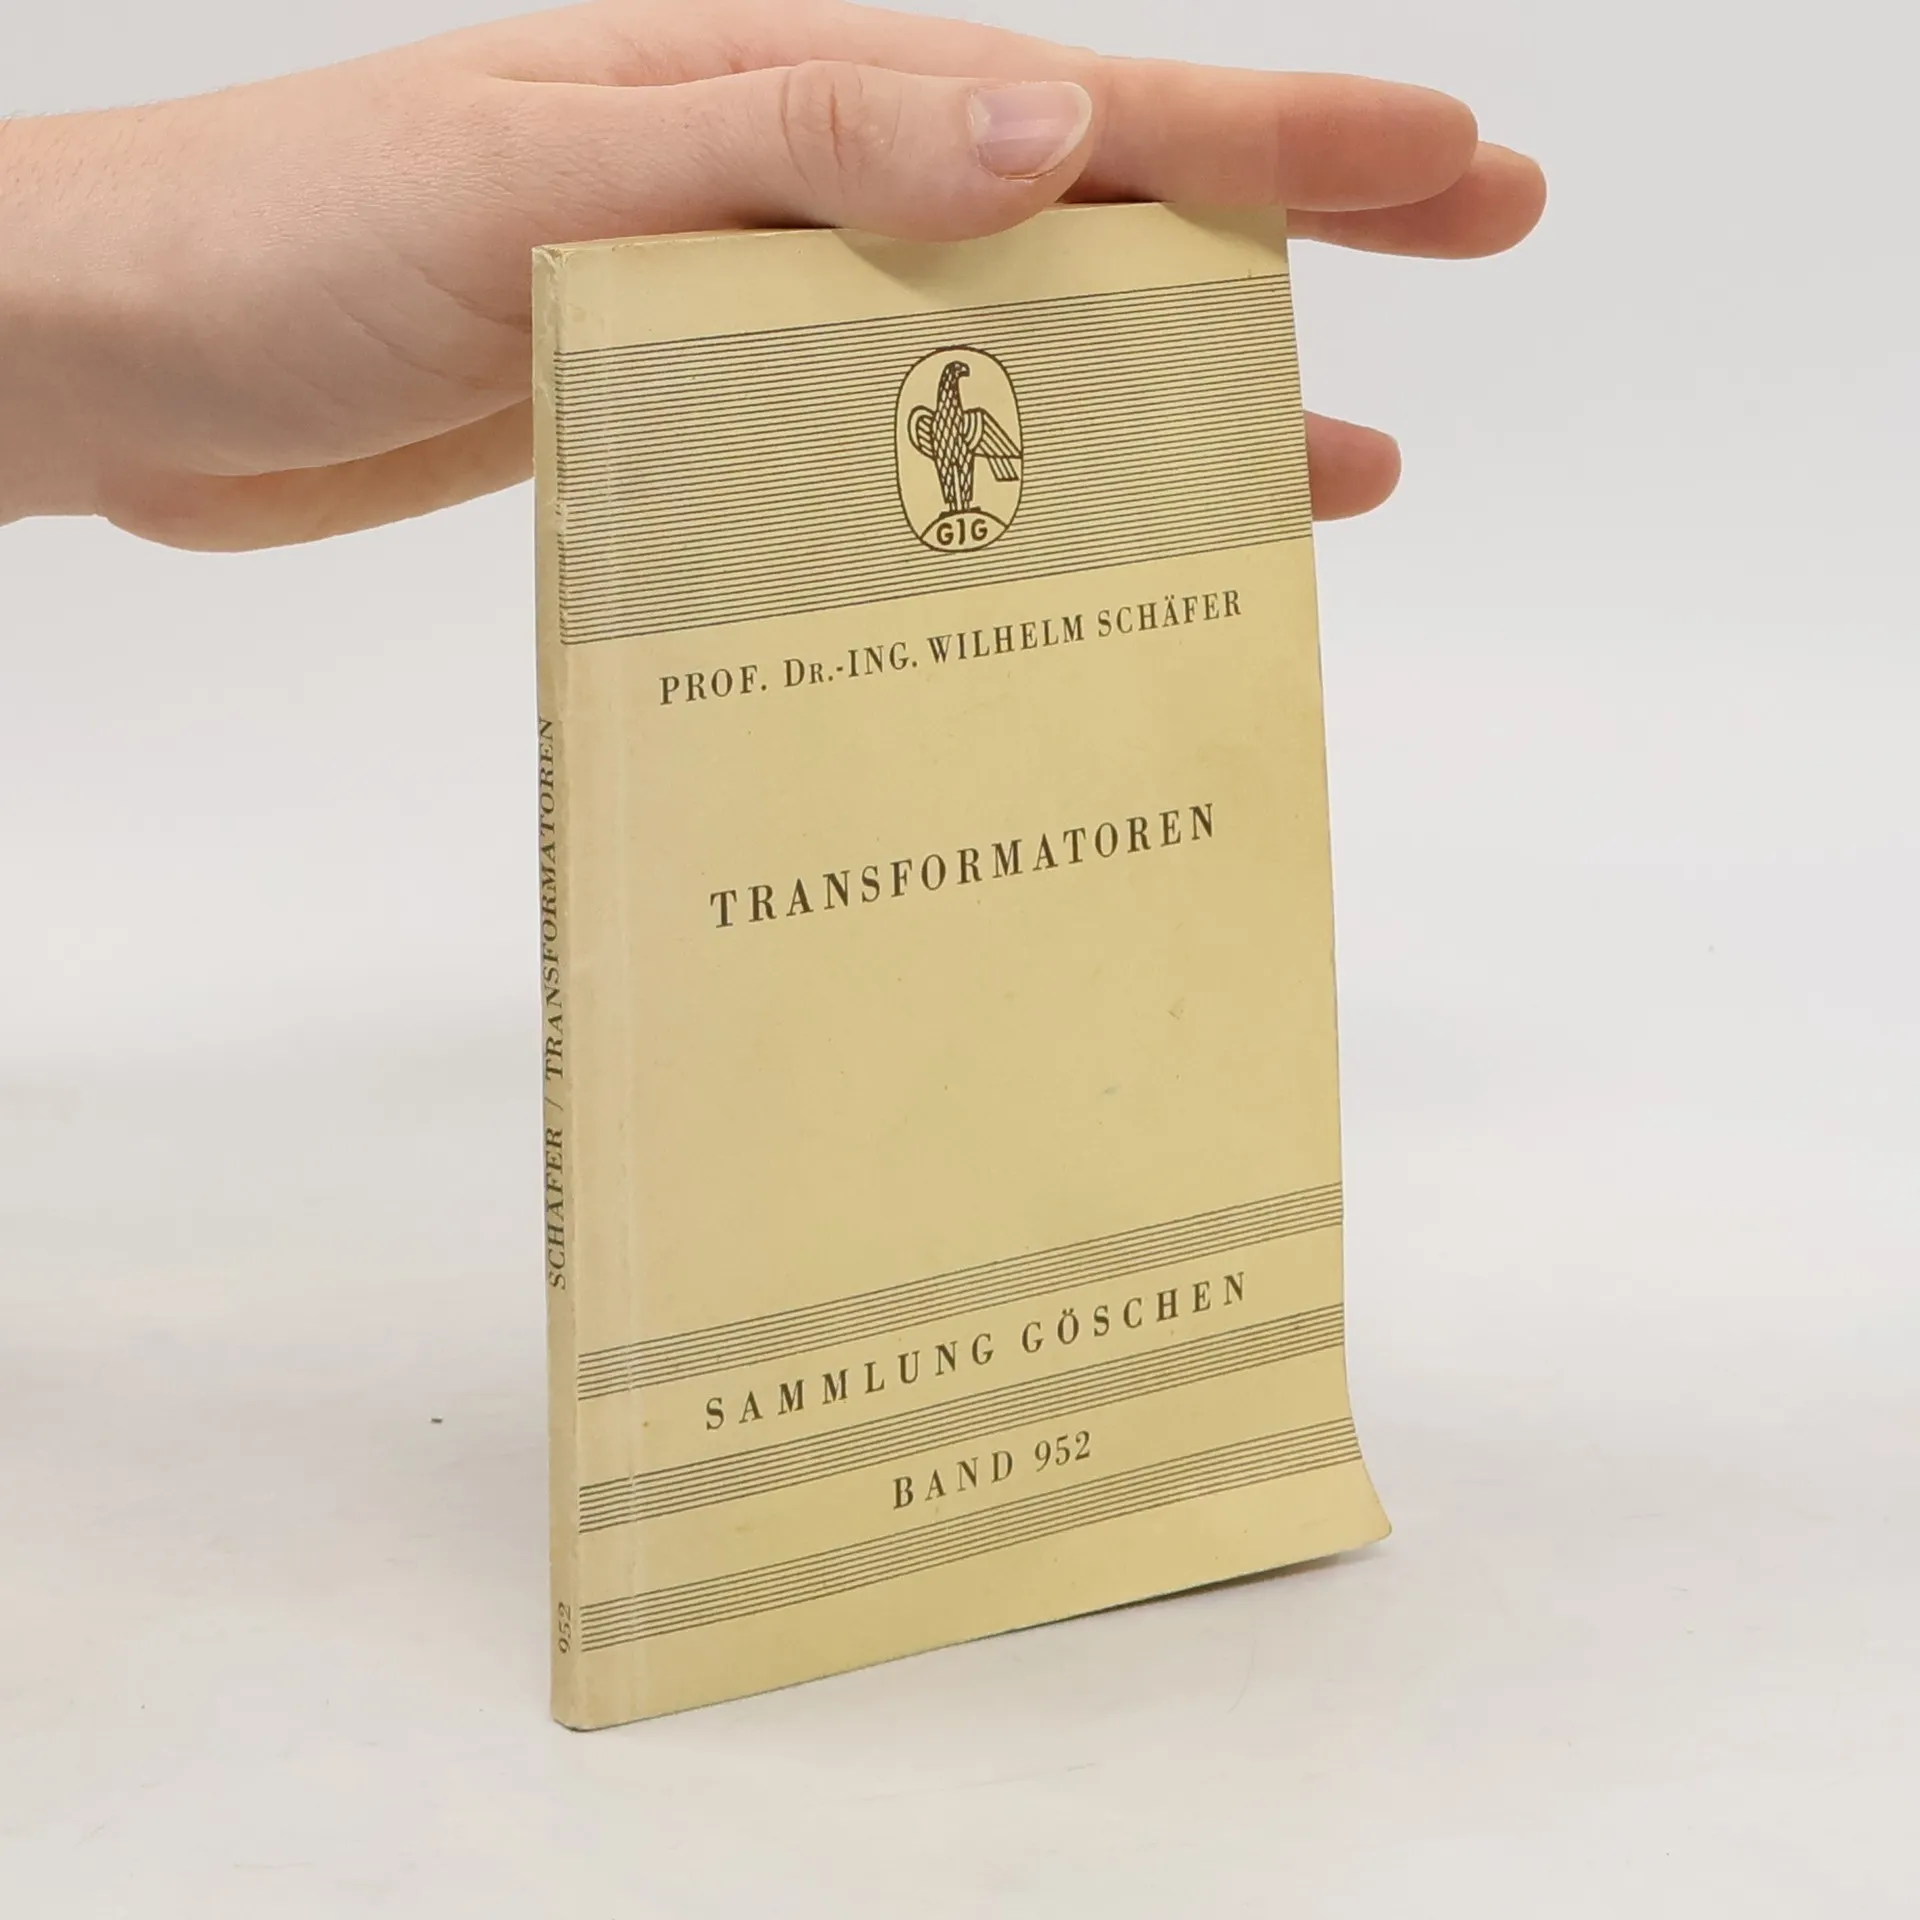 GJG
PROF. DR.-ING. WILHELM SCHÄFER
TRANSFORMATOREN
SAMMLUNG GÖSCHEN
BAND 952
SCHÄFER / TRANSFORMATOREN
952